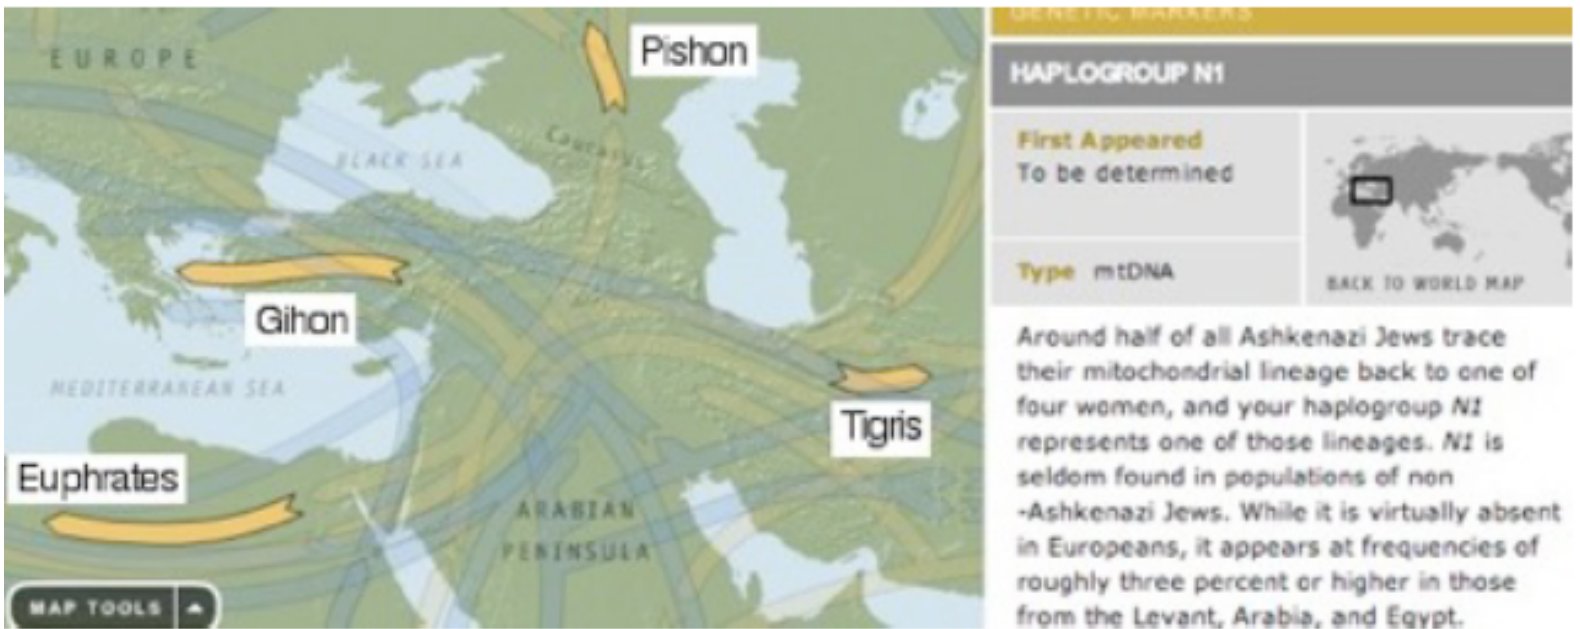 EUROPE
Pishon
Caucasus
BLACK SEA
Gihon
MEDITERRANEAN SEA
Tigris
Euphrates
ARABIAN
PENINSULA
MAP TOOLS
GENETIC MARKERS
HAPLOGROUP N1
First Appeared
To be determined
Type mtDNA
BACK TO WORLD MAP
Around half of all Ashkenazi Jews trace
their mitochondrial lineage back to one of
four women, and your haplogroup N1
represents one of those lineages. N1 is
seldom found in populations of non
-Ashkenazi Jews. While it is virtually absent
in Europeans, it appears at frequencies of
roughly three percent or higher in those
from the Levant, Arabia, and Egypt.